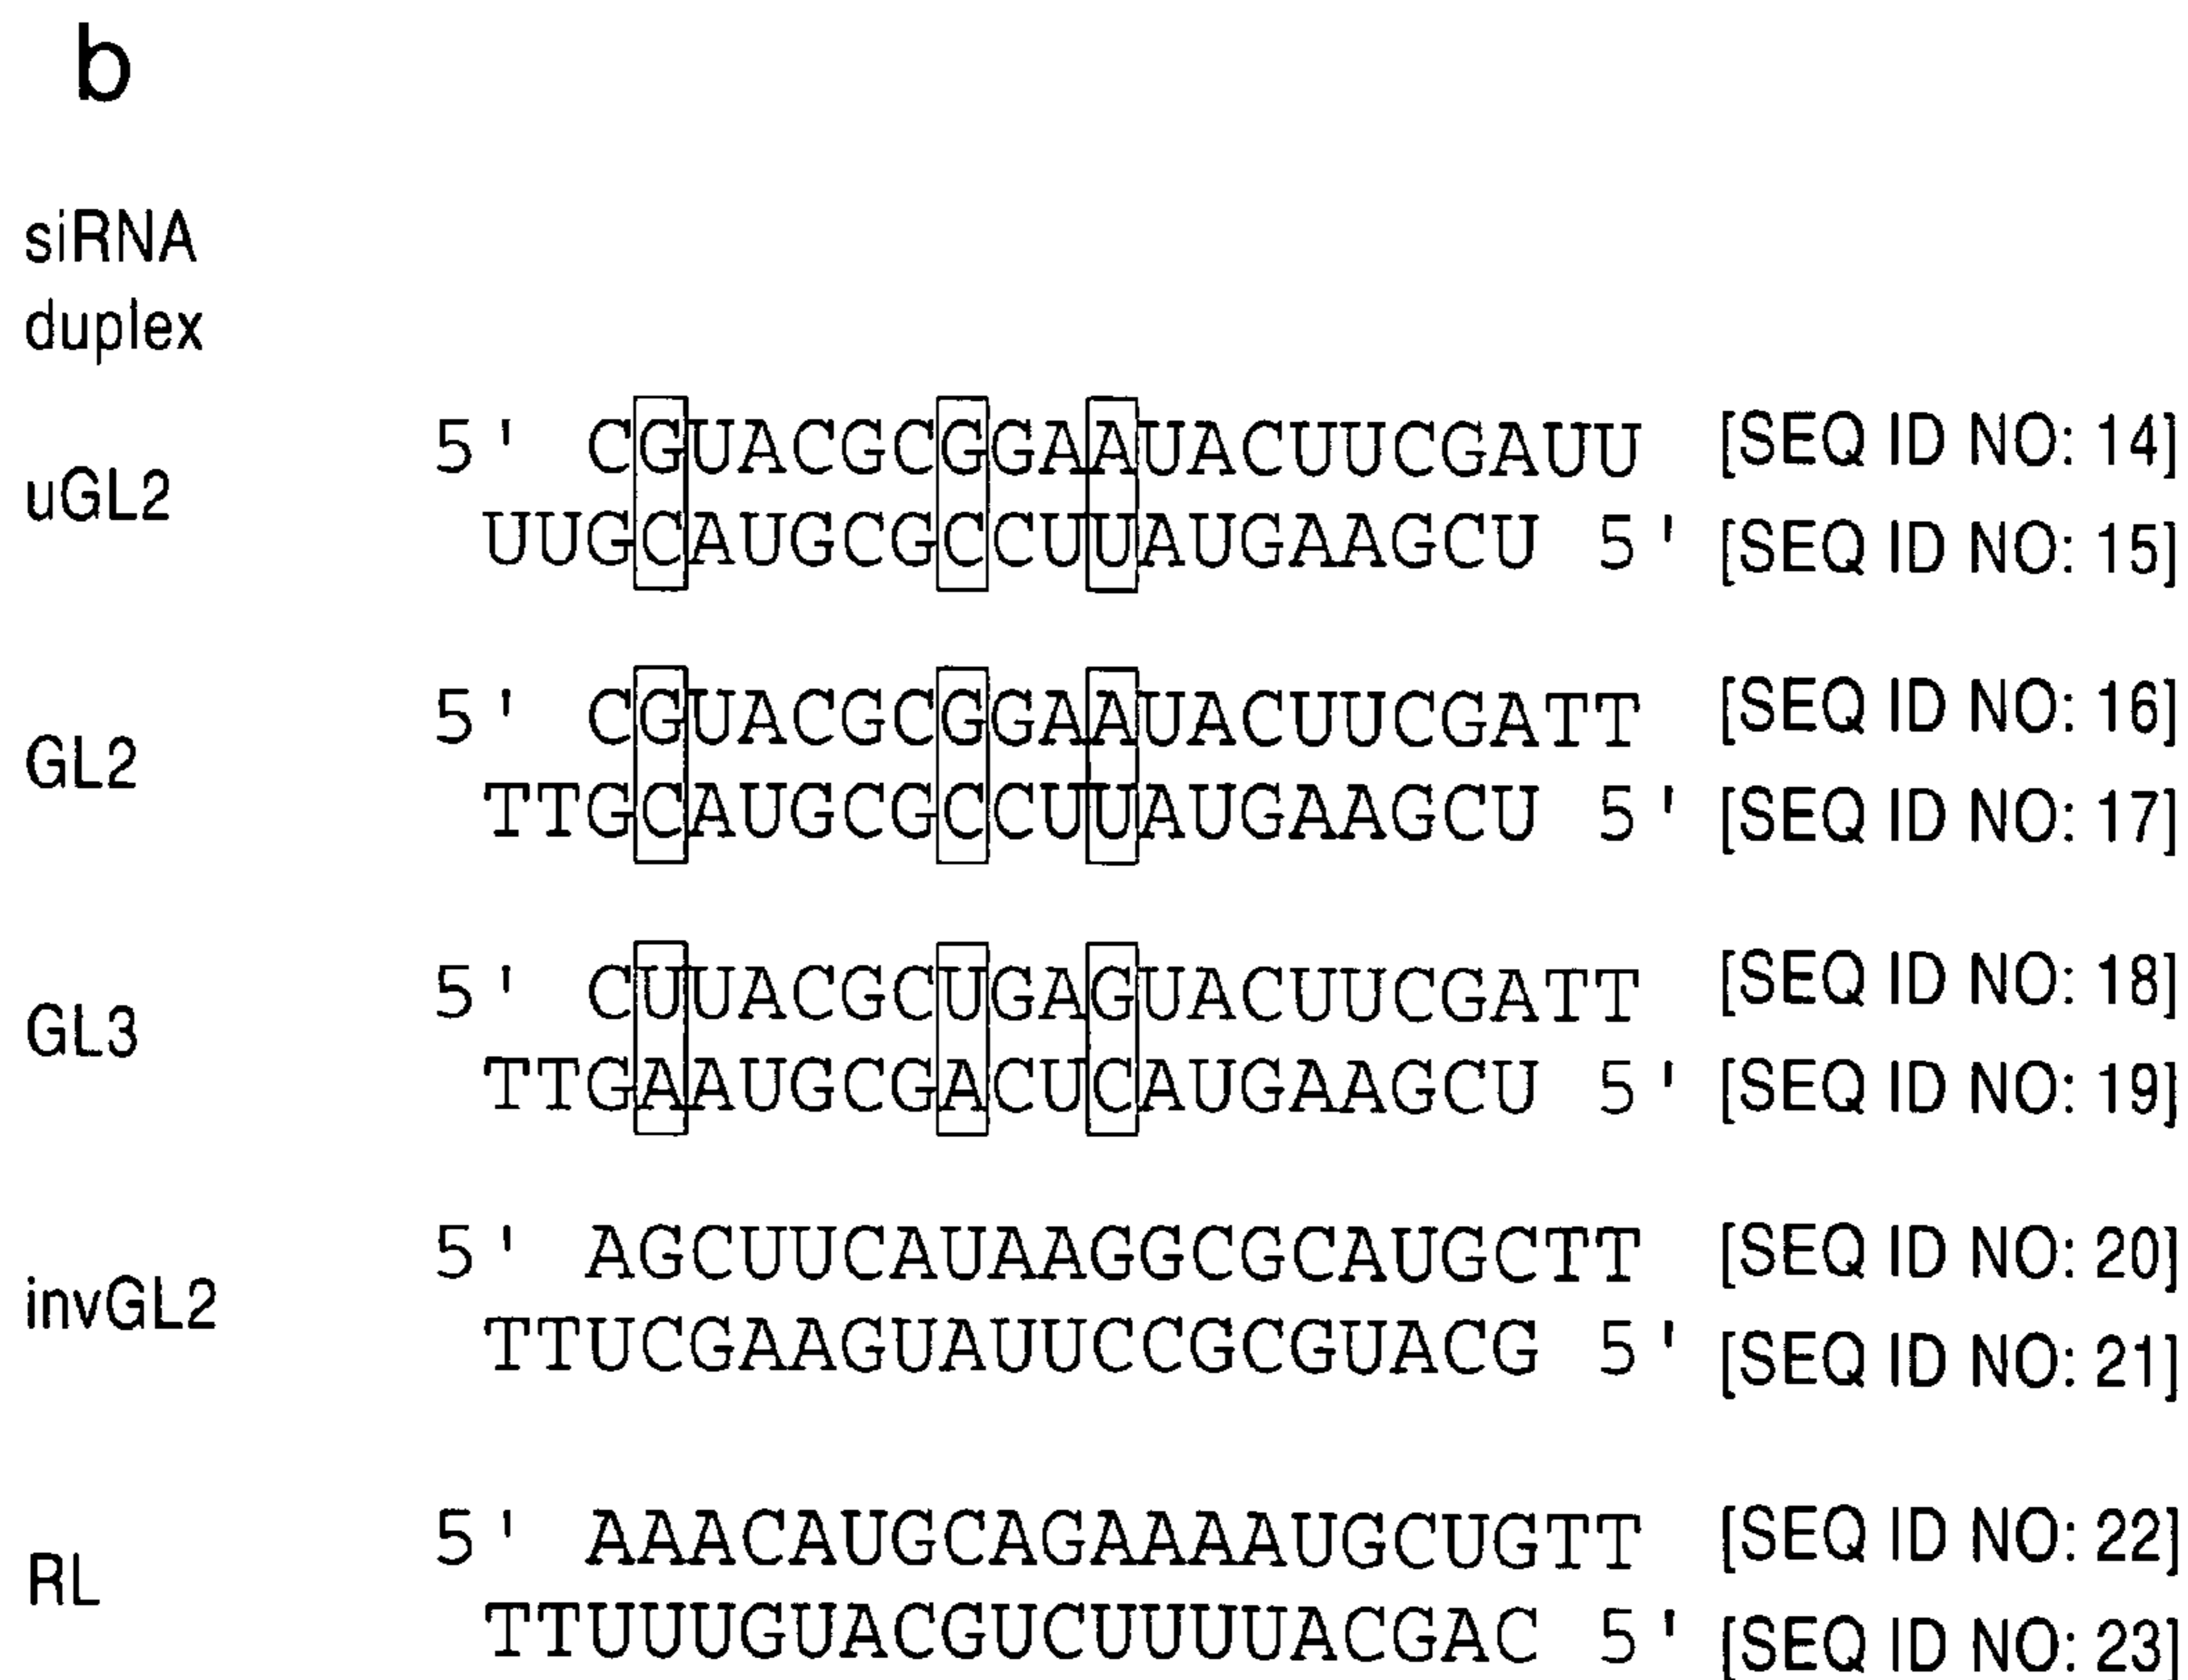 b
siRNA
duplex
uGL2
5' CGUACGCGGAAUACUUCGAUU [SEQ ID NO: 14]
UUGCAUGCGCCUUAUGAAGCU 5' [SEQ ID NO: 15]
GL2
5' CGUACGCGGAAUACUUCGATT [SEQ ID NO: 16]
TTGCAUGCGCCUUAUGAAGCU 5' [SEQ ID NO: 17]
GL3
5' CUUACGCUGAGUACUUCGATT [SEQ ID NO: 18]
TTGAAUGCGACUCAUGAAGCU 5' [SEQ ID NO: 19]
invGL2
5' AGCUUCAUAAGGCGCAUGCTT [SEQ ID NO: 20]
TTUCGAAGUAUUCCGCGUACG 5' [SEQ ID NO: 21]
RL
5' AAACAUGCAGAAAAUGCUGTT [SEQ ID NO: 22]
TTUUUGUACGUCUUUUACGAC 5' [SEQ ID NO: 23]